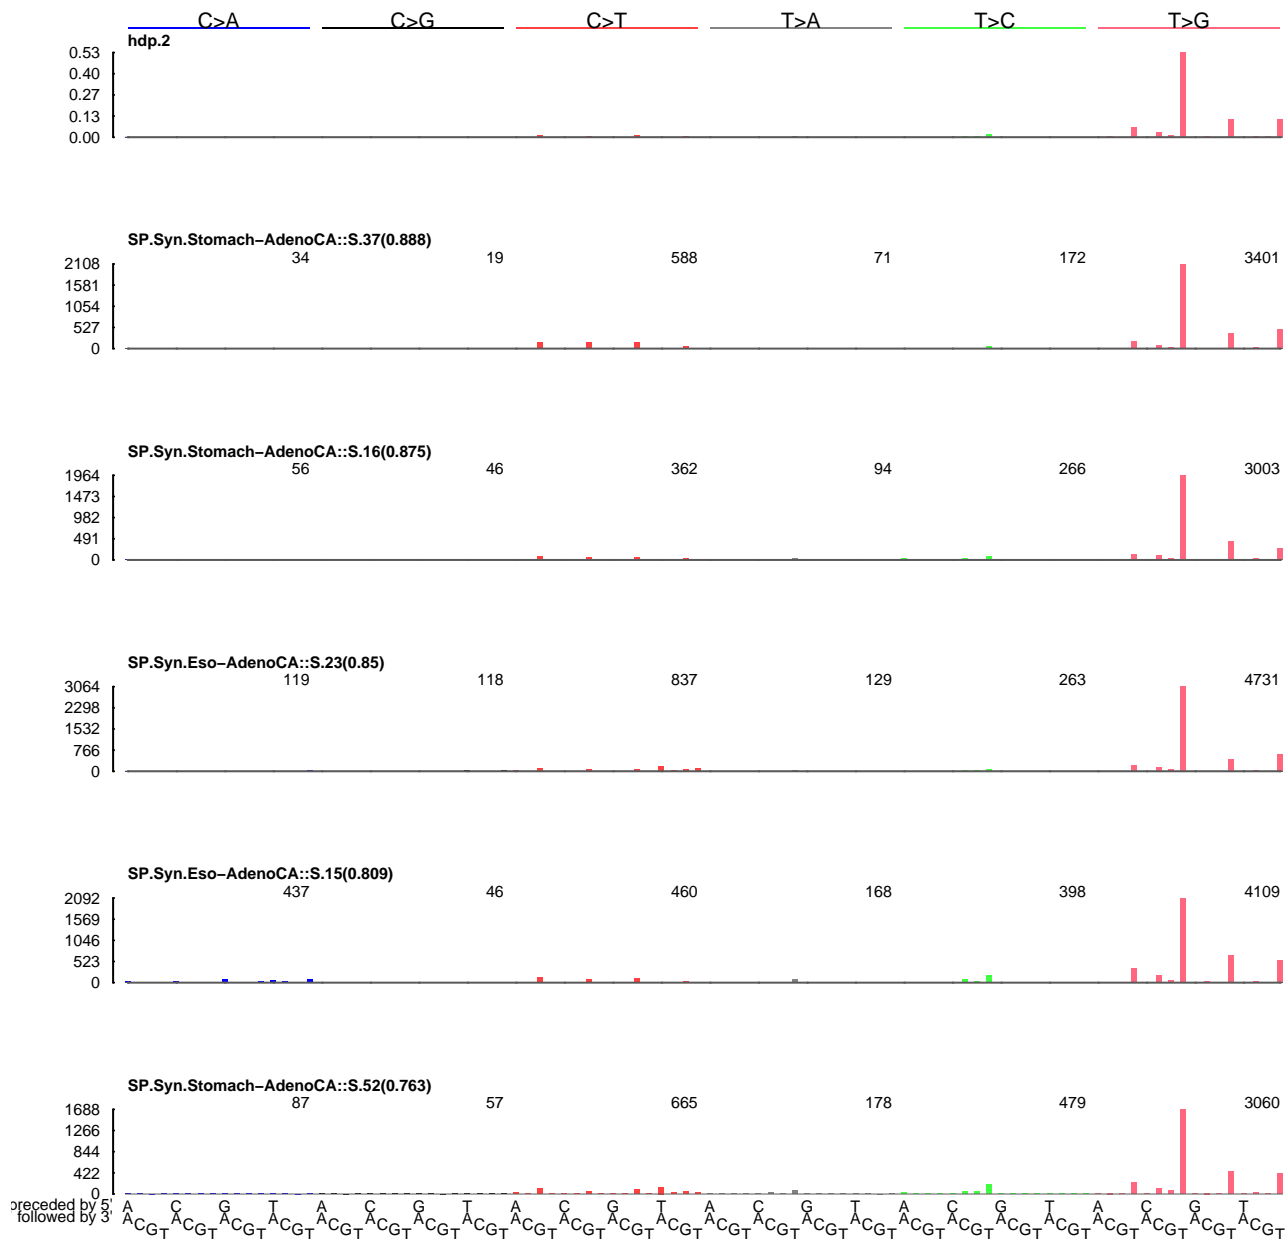 C>A C>G C>T T>A T>C T>G
hdp.2
0.53
0.40
0.27
0.13
0.00
SP.Syn.Stomach−AdenoCA::S.37(0.888)
34 19 588 71 172 3401
2108
1581
1054
527
0
SP.Syn.Stomach−AdenoCA::S.16(0.875)
56 46 362 94 266 3003
1964
1473
982
491
0
SP.Syn.Eso−AdenoCA::S.23(0.85)
119 118 837 129 263 4731
3064
2298
1532
766
0
SP.Syn.Eso−AdenoCA::S.15(0.809)
437 46 460 168 398 4109
2092
1569
1046
523
0
SP.Syn.Stomach−AdenoCA::S.52(0.763)
87 57 665 178 479 3060
1688
1266
844
422
0
preceded by 5' A C G T A C G T A C G T A C G T A C G T A C G T
followed by 3' A C G T A C G T A C G T A C G T A C G T A C G T A C G T A C G T A C G T A C G T A C G T A C G T A C G T A C G T A C G T A C G T A C G T A C G T A C G T A C G T A C G T A C G T A C G T A C G T